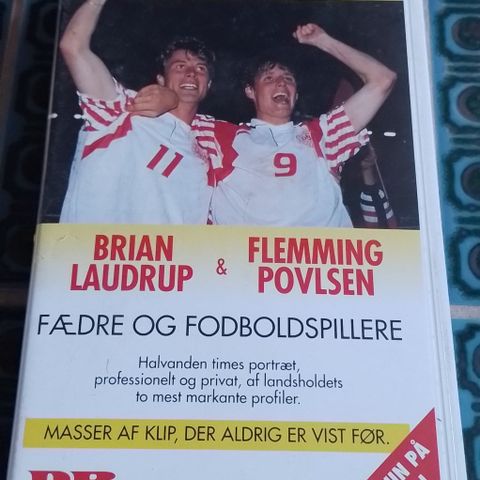 11
9
BRIAN LAUDRUP & FLEMMING POVLSEN
FÆDRE OG FODBOLDSPILLERE
Halvanden times portræt,
professionelt og privat, af landsholdets
to mest markante profiler.
MASSER AF KLIP, DER ALDRIG ER VIST FØR.
PÅ